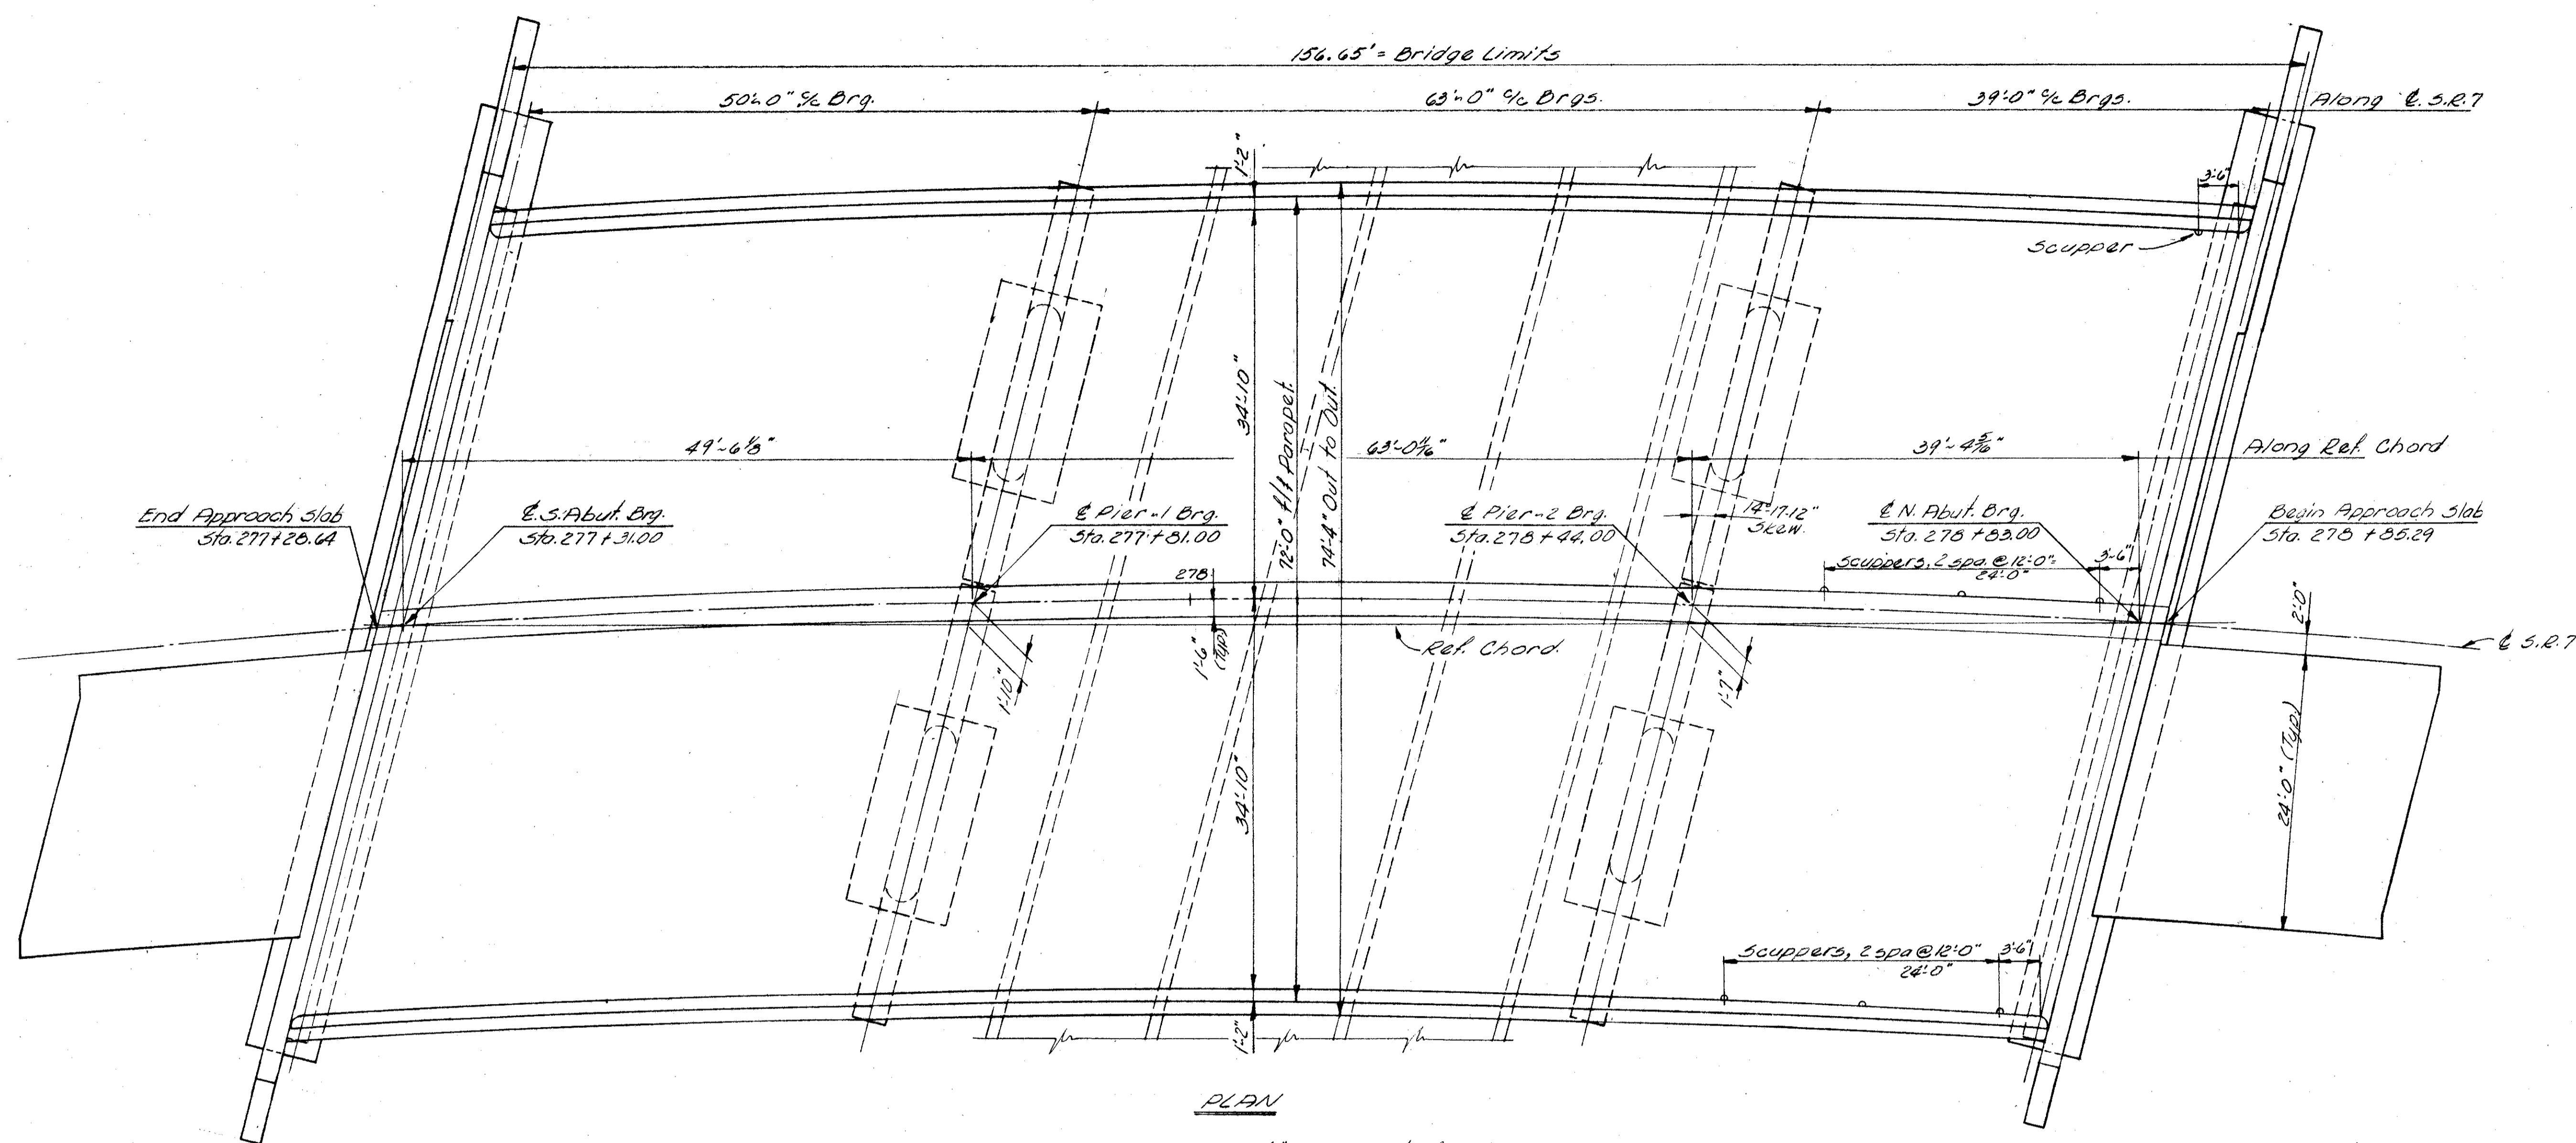 156.65' = Bridge Limits
50'-0" c/c Brg.
63'-0" c/c Brgs.
39'-0" c/c Brgs.
Along ℄ S.R.7
1'-2"
3'-6"
Scupper
34'-10"
72'-0" f/f Parapet
74'-4" Out to Out
49'-6 1/8"
39'-4 5/16"
Along Ref. Chord
End Approach Slab
Sta. 277+28.64
℄ S. Abut. Brg.
Sta. 277+31.00
℄ Pier-1 Brg.
Sta. 277+81.00
℄ Pier-2 Brg.
Sta. 278+44.00
14°-17'-12"
Skew
℄ N. Abut. Brg.
Sta. 278+83.00
Begin Approach Slab
Sta. 278+85.29
Scuppers, 2 spa. @ 12'-0" =
24'-0"
3'-6"
278
1'-6"
(Typ.)
Ref. Chord
1'-10"
1'-7"
2'-0"
℄ S.R.7
24'-0" (Typ.)
34'-10"
Scuppers, 2 spa @ 12'-0"
24'-0"
3'-6"
1'-2"
PLAN